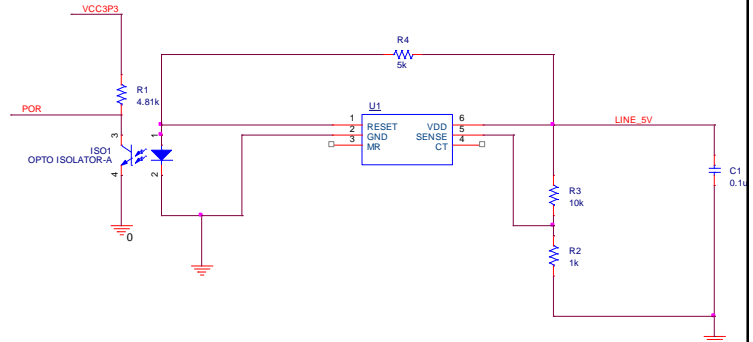 VCC3P3
R4
5k
R1
4.81k
U1
POR
1 RESET VDD 6
2 GND SENSE 5
3 MR CT 4
LINE_5V
3
1
ISO1
OPTO ISOLATOR-A
4
2
C1
0.1u
R3
10k
0
R2
1k